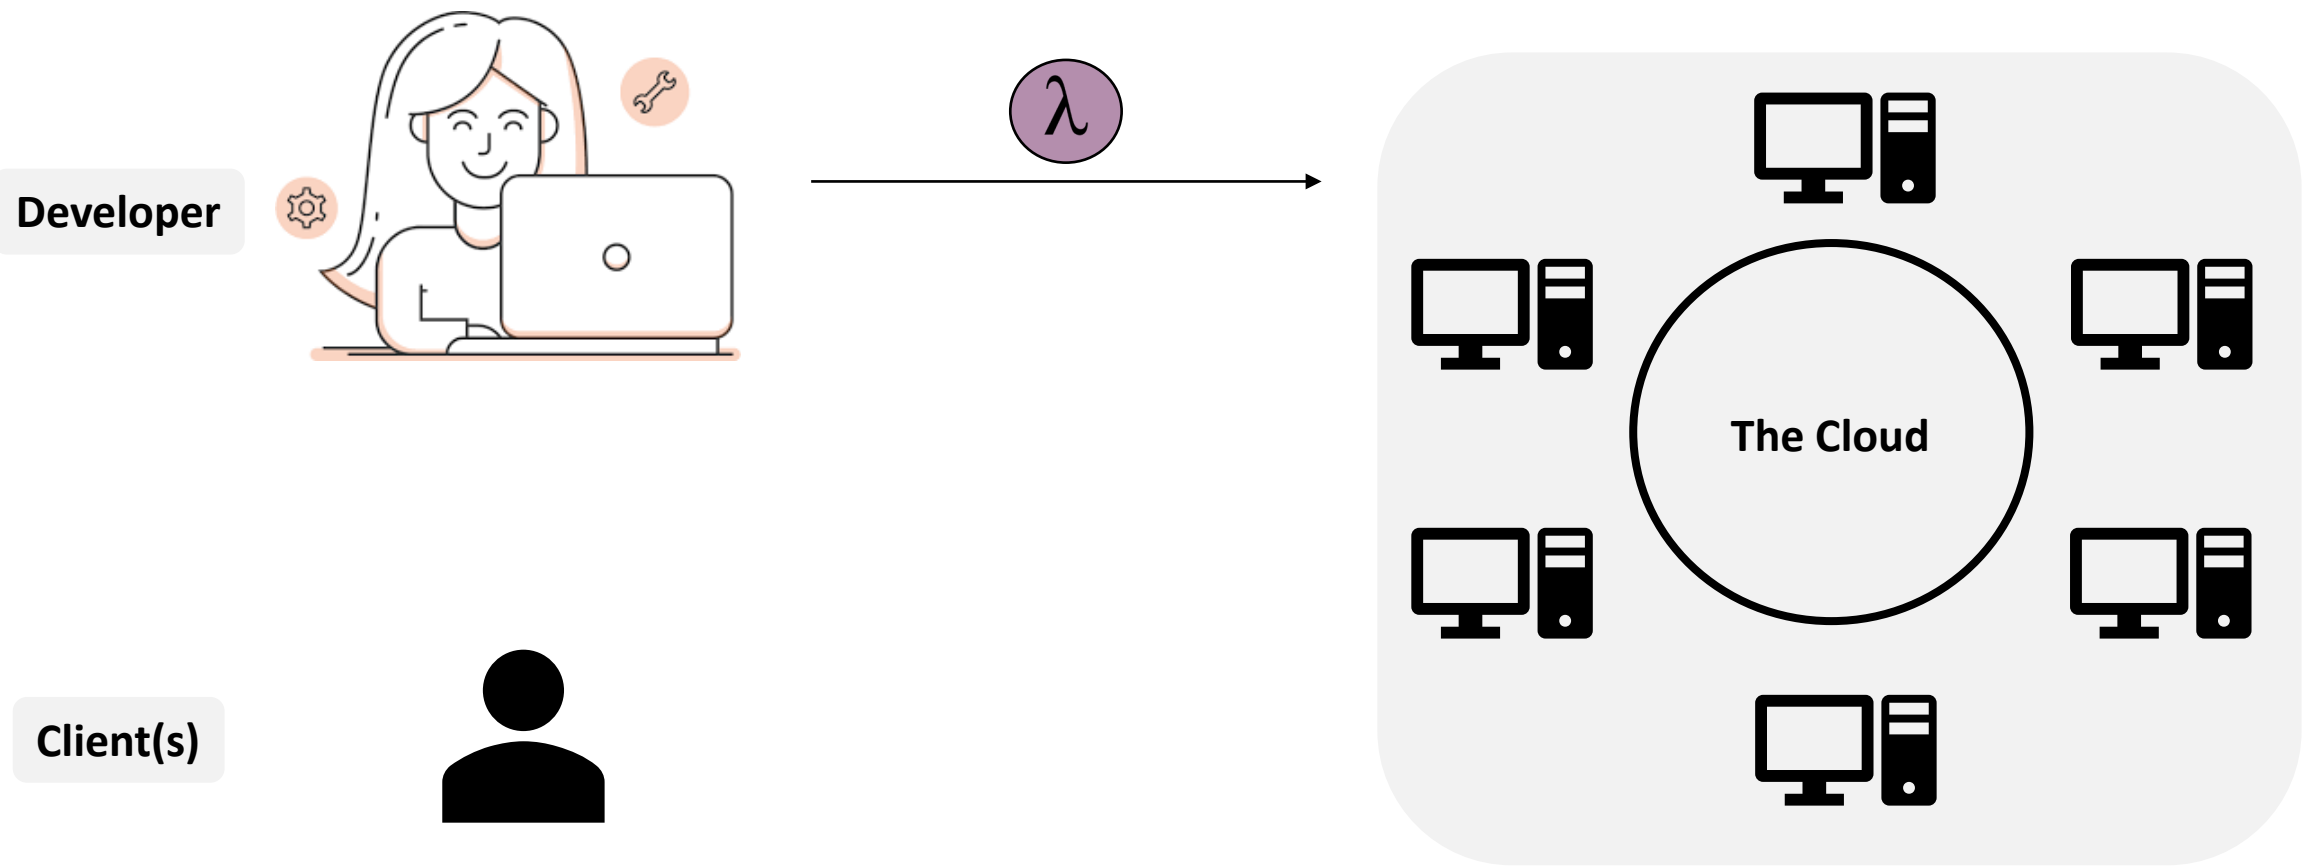 λ
Developer
The Cloud
Client(s)